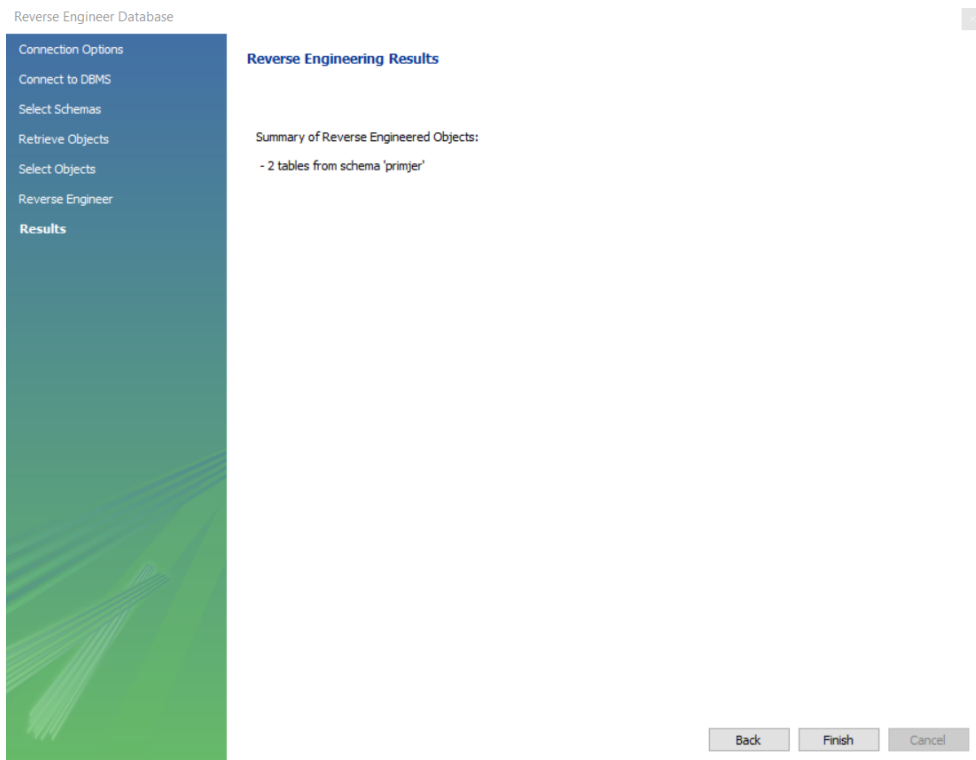 Reverse Engineer Database
Connection Options
Connect to DBMS
Select Schemas
Retrieve Objects
Select Objects
Reverse Engineer
Results
Reverse Engineering Results
Summary of Reverse Engineered Objects:
- 2 tables from schema 'primjer'
Back Finish Cancel